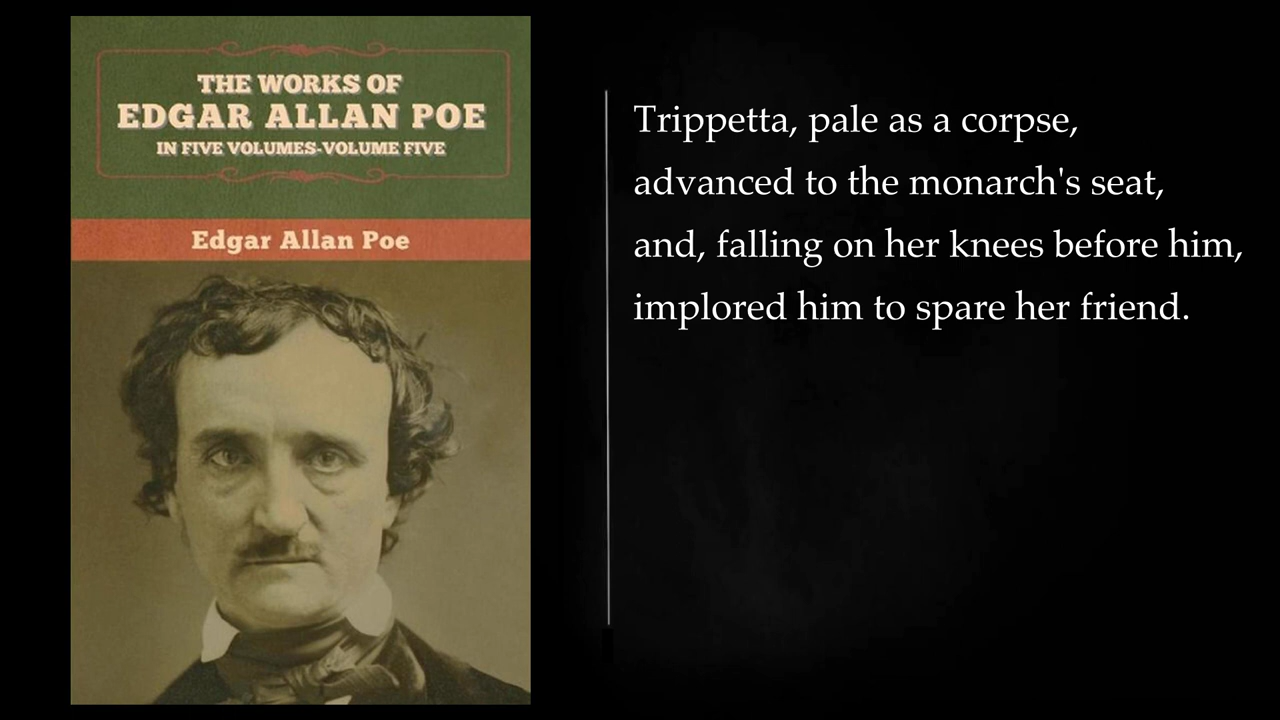 THE WORKS OF
EDGAR ALLAN POE
IN FIVE VOLUMES-VOLUME FIVE
Edgar Allan Poe
Trippetta, pale as a corpse,
advanced to the monarch's seat,
and, falling on her knees before him,
implored him to spare her friend.